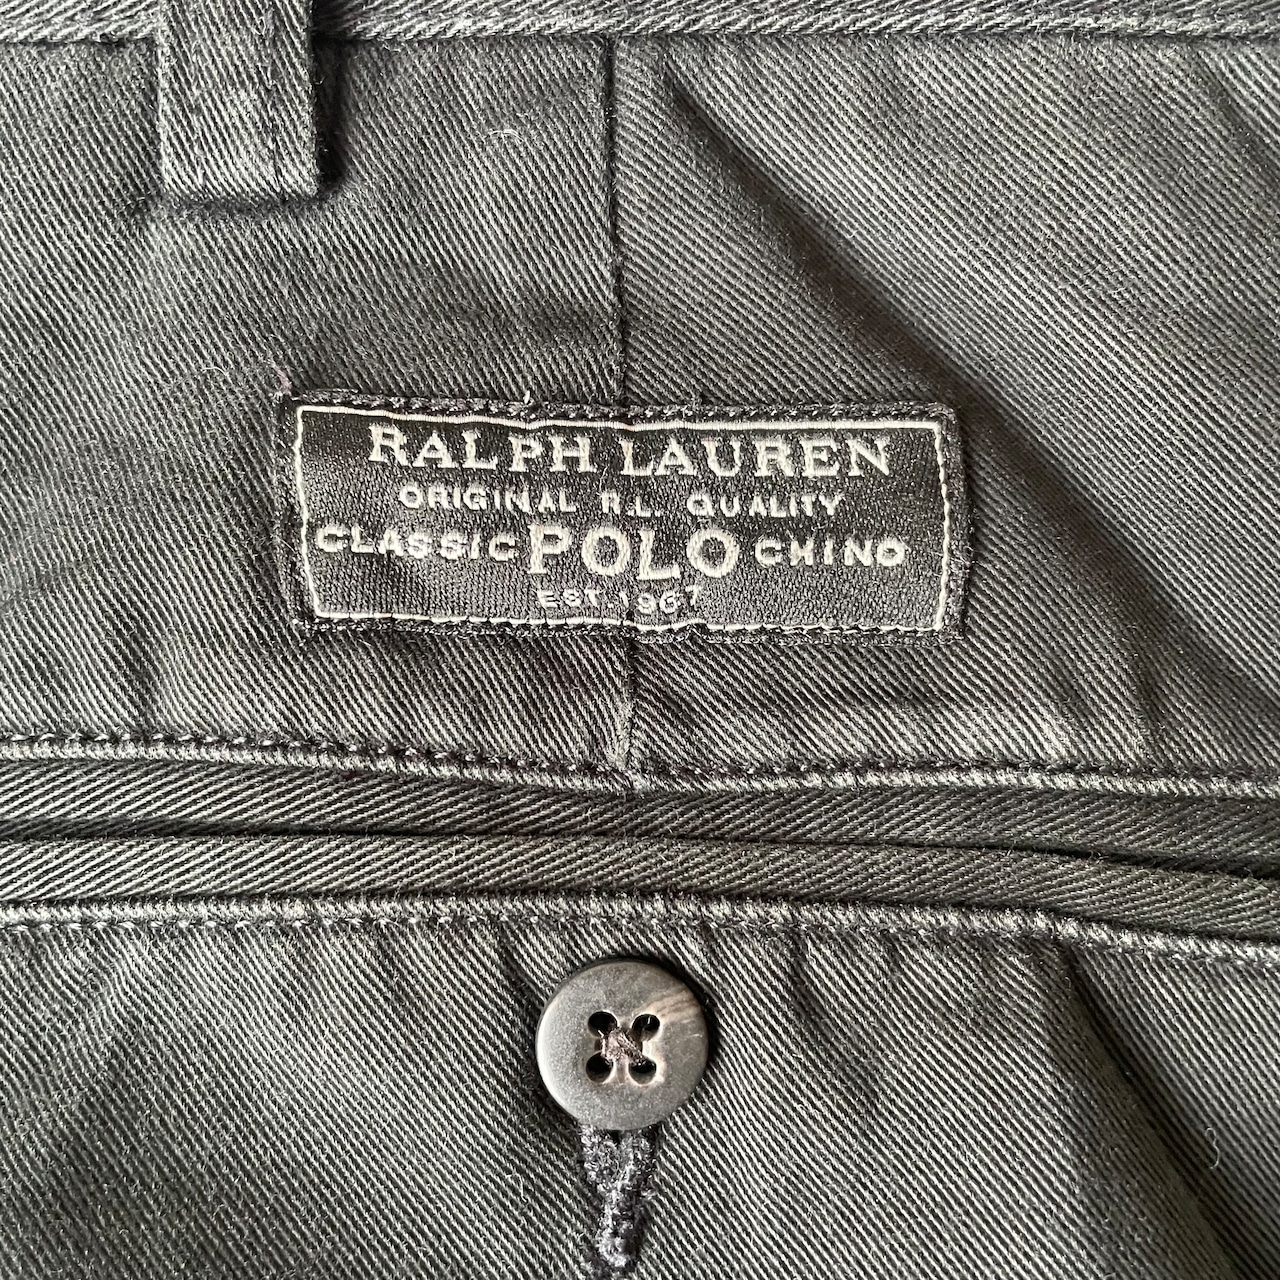 RALPH LAUREN
ORIGINAL R.L. QUALITY
CLASSIC POLO CHINO
EST. 1967